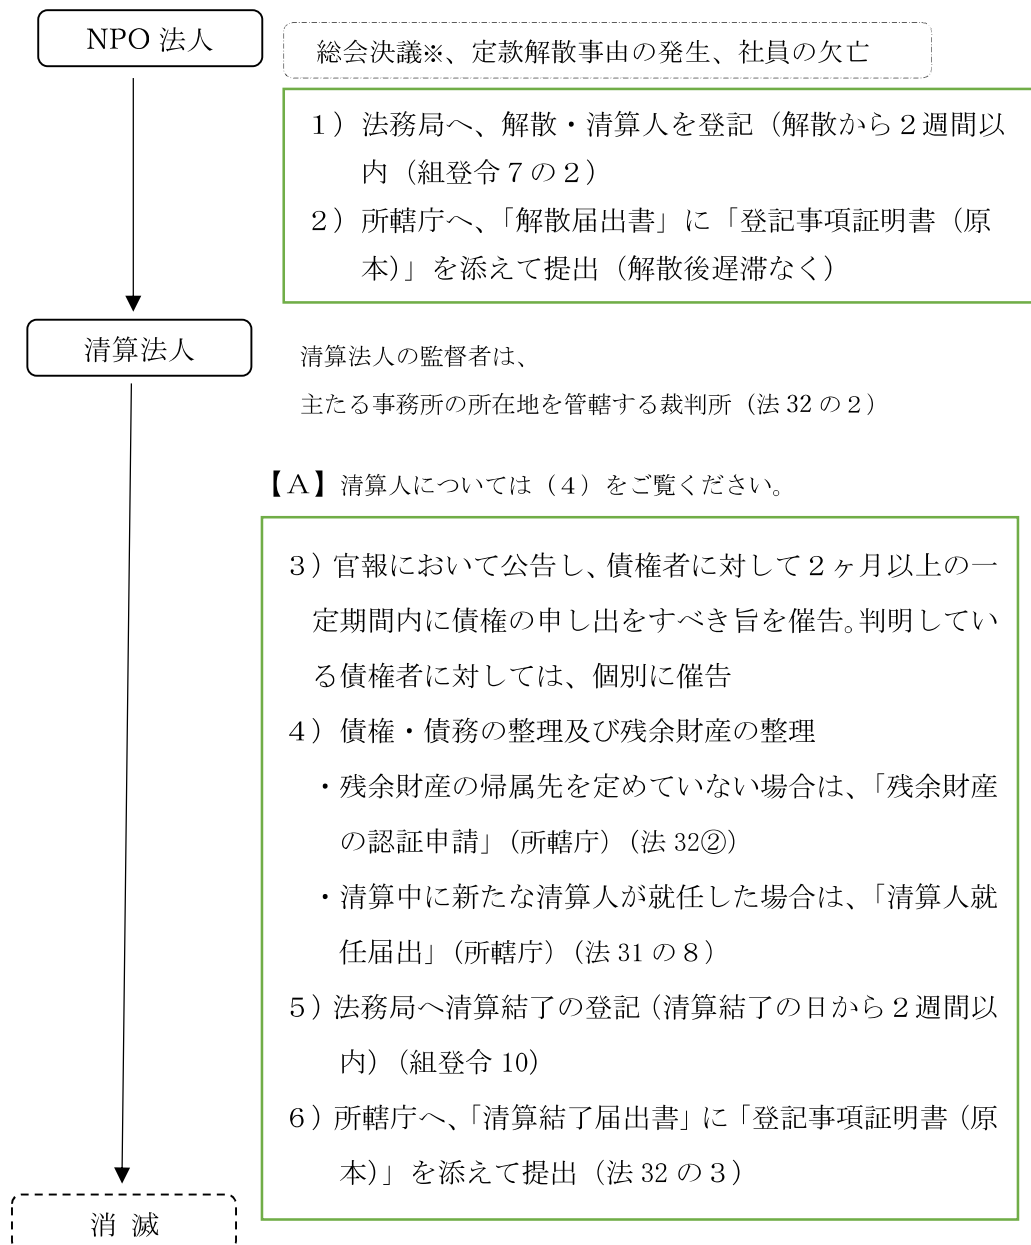 NPO 法人
総会決議※、定款解散事由の発生、社員の欠亡
１）法務局へ、解散・清算人を登記（解散から２週間以
内（組登令７の２）
２）所轄庁へ、「解散届出書」に「登記事項証明書（原
本）」を添えて提出（解散後遅滞なく）
清算法人
清算法人の監督者は、
主たる事務所の所在地を管轄する裁判所（法 32 の２）
【Ａ】清算人については（４）をご覧ください。
３）官報において公告し、債権者に対して２ヶ月以上の一
定期間内に債権の申し出をすべき旨を催告。判明してい
る債権者に対しては、個別に催告
４）債権・債務の整理及び残余財産の整理
・残余財産の帰属先を定めていない場合は、「残余財産
の認証申請」（所轄庁）（法 32②）
・清算中に新たな清算人が就任した場合は、「清算人就
任届出」（所轄庁）（法 31 の８）
５）法務局へ清算結了の登記（清算結了の日から２週間以
内）（組登令 10）
６）所轄庁へ、「清算結了届出書」に「登記事項証明書（原
本）」を添えて提出（法 32 の３）
消 滅